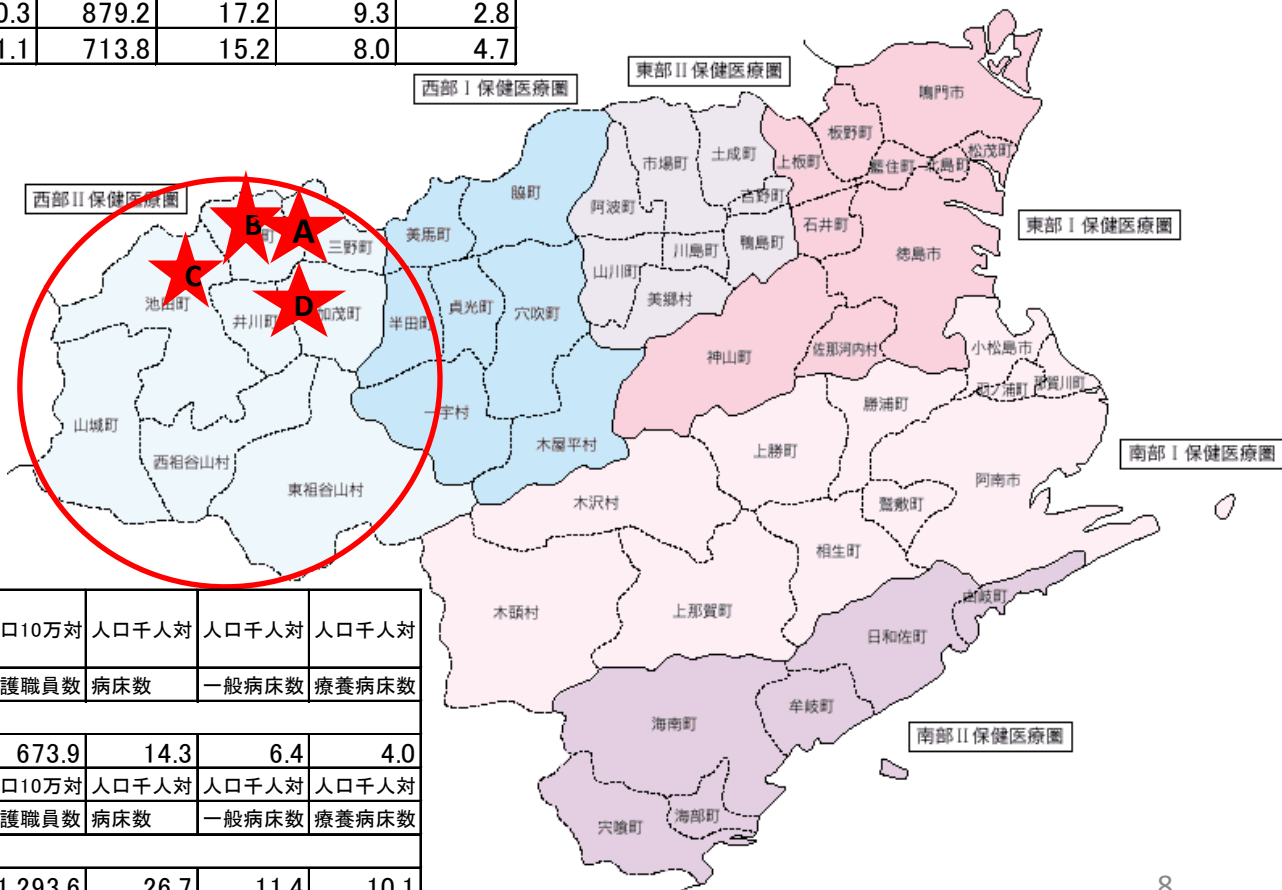 0.3 879.2 17.2 9.3 2.8
1.1 713.8 15.2 8.0 4.7
東部Ⅱ保健医療圏
西部Ⅰ保健医療圏
西部Ⅱ保健医療圏
東部Ⅰ保健医療圏
南部Ⅰ保健医療圏
南部Ⅱ保健医療圏
鳴門市
板野町
上板町
藍住町
北島町
松茂町
土成町
市場町
吉野町
阿波町
石井町
徳島市
川島町
鴨島町
山川町
美郷村
脇町
美馬町
三野町
B
町
A
C
D
池田町
井川町
加茂町
半田町
貞光町
穴吹町
神山町
佐那河内村
小松島市
羽ノ浦町
那賀川町
勝浦町
一宇村
山城町
木屋平村
上勝町
西祖谷山村
阿南市
東祖谷山村
木沢村
鷲敷町
相生町
木頭村
上那賀町
由岐町
日和佐町
牟岐町
海南町
海部町
宍喰町
口10万対 人口千人対 人口千人対 人口千人対
護職員数 病床数 一般病床数 療養病床数
673.9 14.3 6.4 4.0
口10万対 人口千人対 人口千人対 人口千人対
護職員数 病床数 一般病床数 療養病床数
1,293.6 26.7 11.4 10.1
8